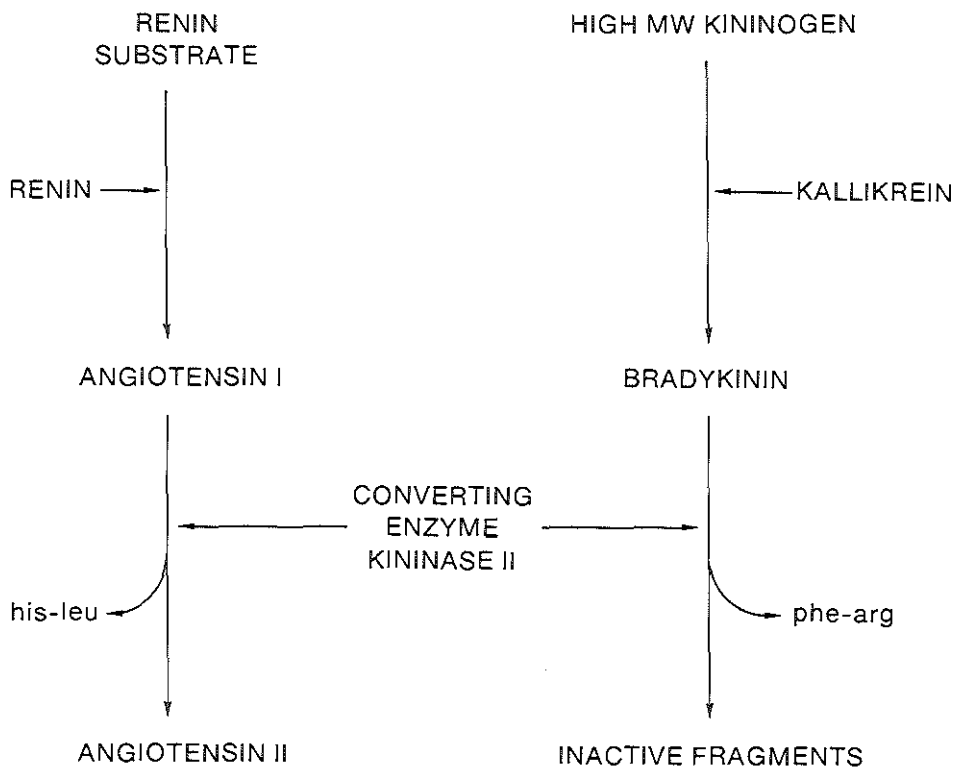 RENIN
SUBSTRATE
HIGH MW KININOGEN
RENIN
KALLIKREIN
ANGIOTENSIN I
BRADYKININ
CONVERTING
ENZYME
KININASE II
his-leu
phe-arg
ANGIOTENSIN II
INACTIVE FRAGMENTS